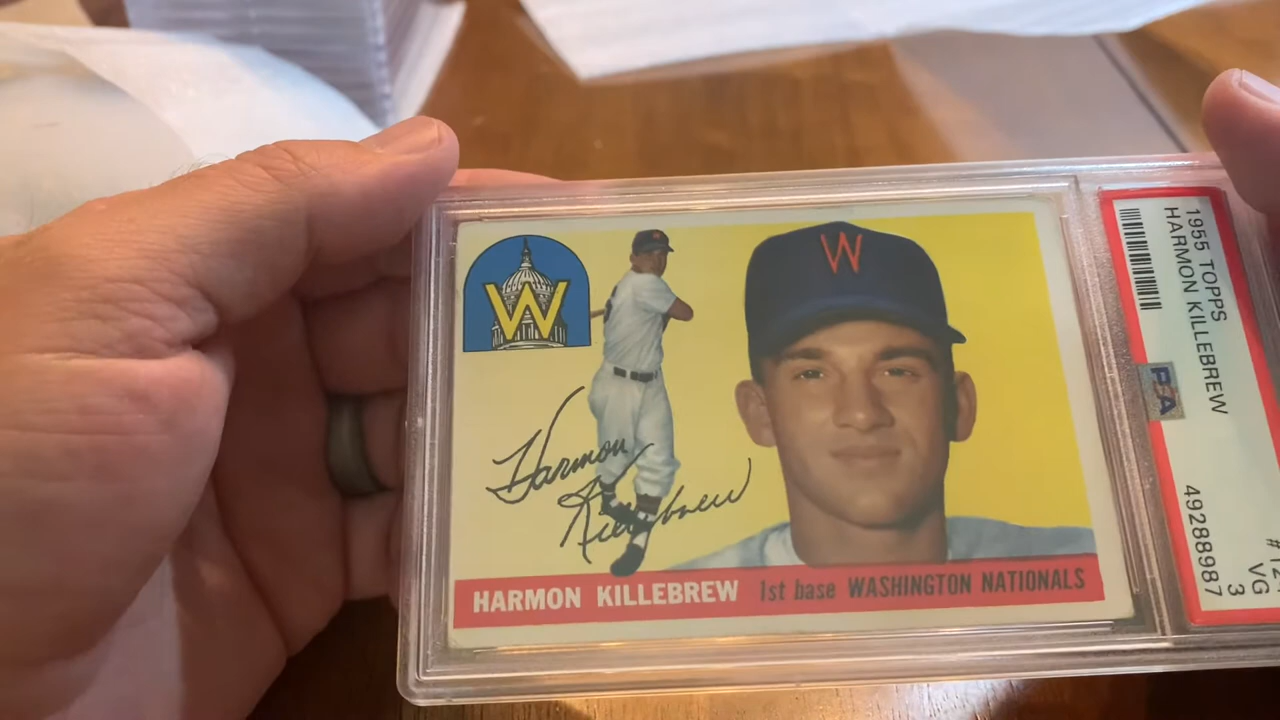 W
W
Harmon
Killebrew
HARMON KILLEBREW 1st base WASHINGTON NATIONALS
1955 TOPPS
HARMON KILLEBREW
PSA
VG
3
49288987